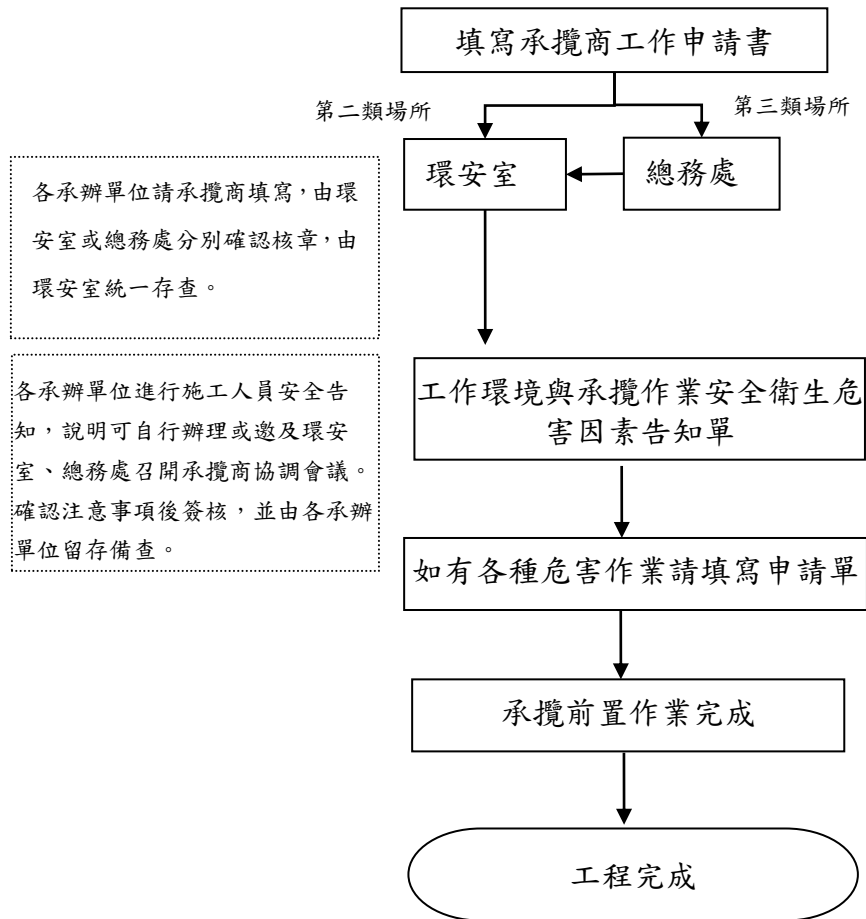 填寫承攬商工作申請書
第二類場所
第三類場所
環安室
總務處
各承辦單位請承攬商填寫,由環
安室或總務處分別確認核章,由
環安室統一存查。
各承辦單位進行施工人員安全告
知,說明可自行辦理或邀及環安
室、總務處召開承攬商協調會議。
確認注意事項後簽核,並由各承辦
單位留存備查。
工作環境與承攬作業安全衛生危
害因素告知單
如有各種危害作業請填寫申請單
承攬前置作業完成
工程完成